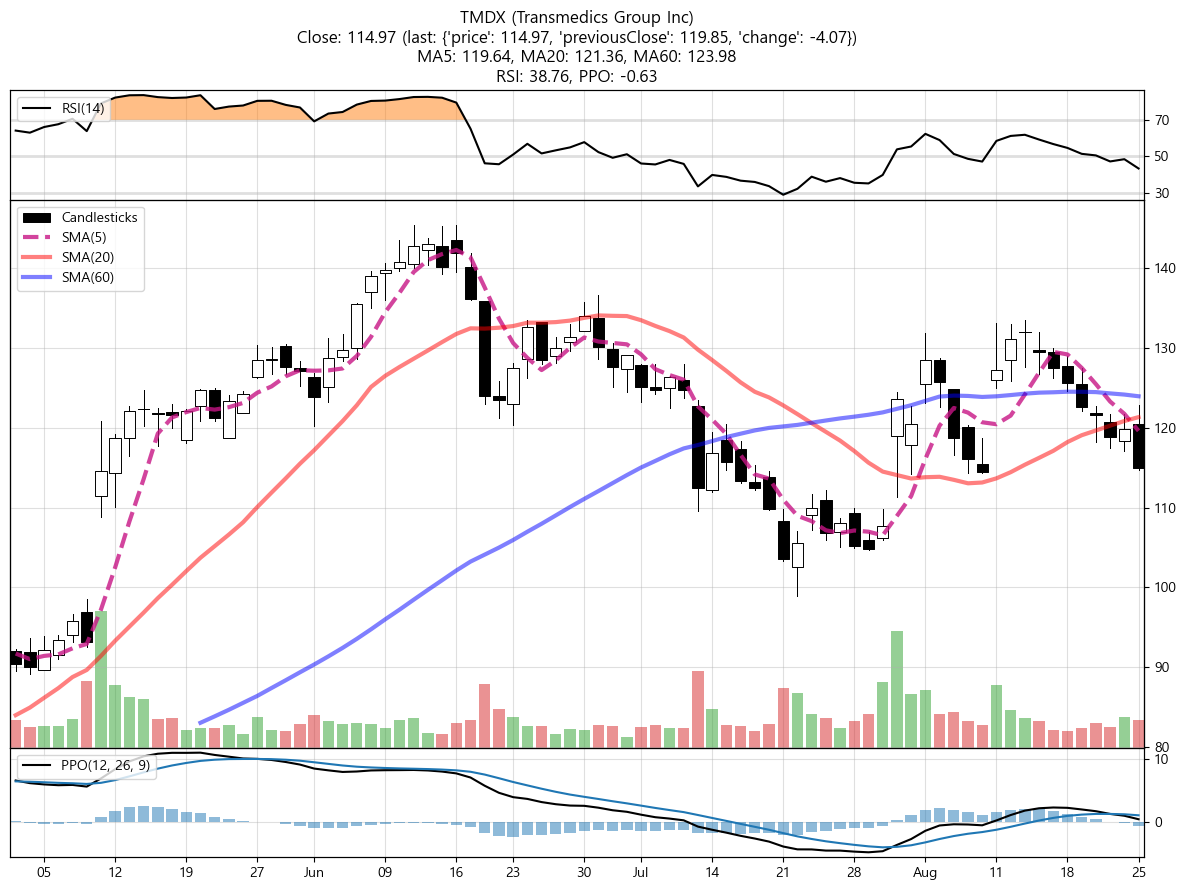 TMDX (Transmedics Group Inc)
Close: 114.97 (last: {'price': 114.97, 'previousClose': 119.85, 'change': -4.07})
MA5: 119.64, MA20: 121.36, MA60: 123.98
RSI: 38.76, PPO: -0.63
RSI(14)
70
50
30
Candlesticks
SMA(5)
SMA(20)
SMA(60)
140
130
120
110
100
90
80
PPO(12, 26, 9)
10
0
05 12 19 27 Jun 09 16 23 30 Jul 14 21 28 Aug 11 18 25